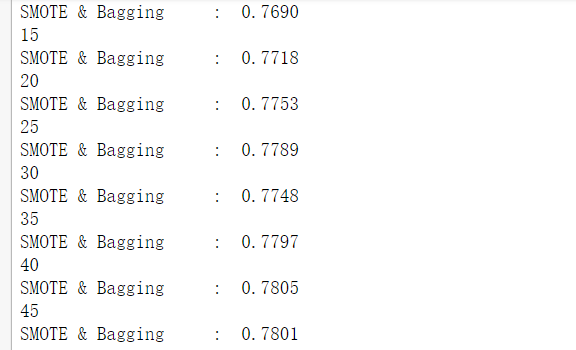 SMOTE & Bagging : 0.7690
15
SMOTE & Bagging : 0.7718
20
SMOTE & Bagging : 0.7753
25
SMOTE & Bagging : 0.7789
30
SMOTE & Bagging : 0.7748
35
SMOTE & Bagging : 0.7797
40
SMOTE & Bagging : 0.7805
45
SMOTE & Bagging : 0.7801